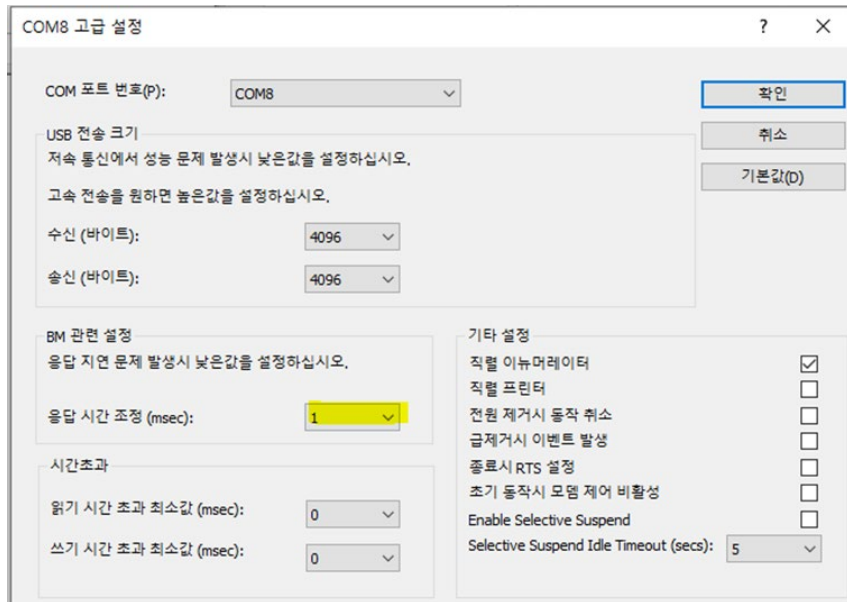 COM8 고급 설정
?
×
COM 포트 번호(P):
COM8
확인
취소
기본값(D)
USB 전송 크기
저속 통신에서 성능 문제 발생시 낮은값을 설정하십시오.
고속 전송을 원하면 높은값을 설정하십시오.
수신 (바이트):
4096
송신 (바이트):
4096
BM 관련 설정
응답 지연 문제 발생시 낮은값을 설정하십시오.
응답 시간 조정 (msec):
1
시간초과
읽기 시간 초과 최소값 (msec):
0
쓰기 시간 초과 최소값 (msec):
0
기타 설정
직렬 이뉴머레이터
직렬 프린터
전원 제거시 동작 취소
급제거시 이벤트 발생
종료시 RTS 설정
초기 동작시 모뎀 제어 비활성
Enable Selective Suspend
Selective Suspend Idle Timeout (secs):
5